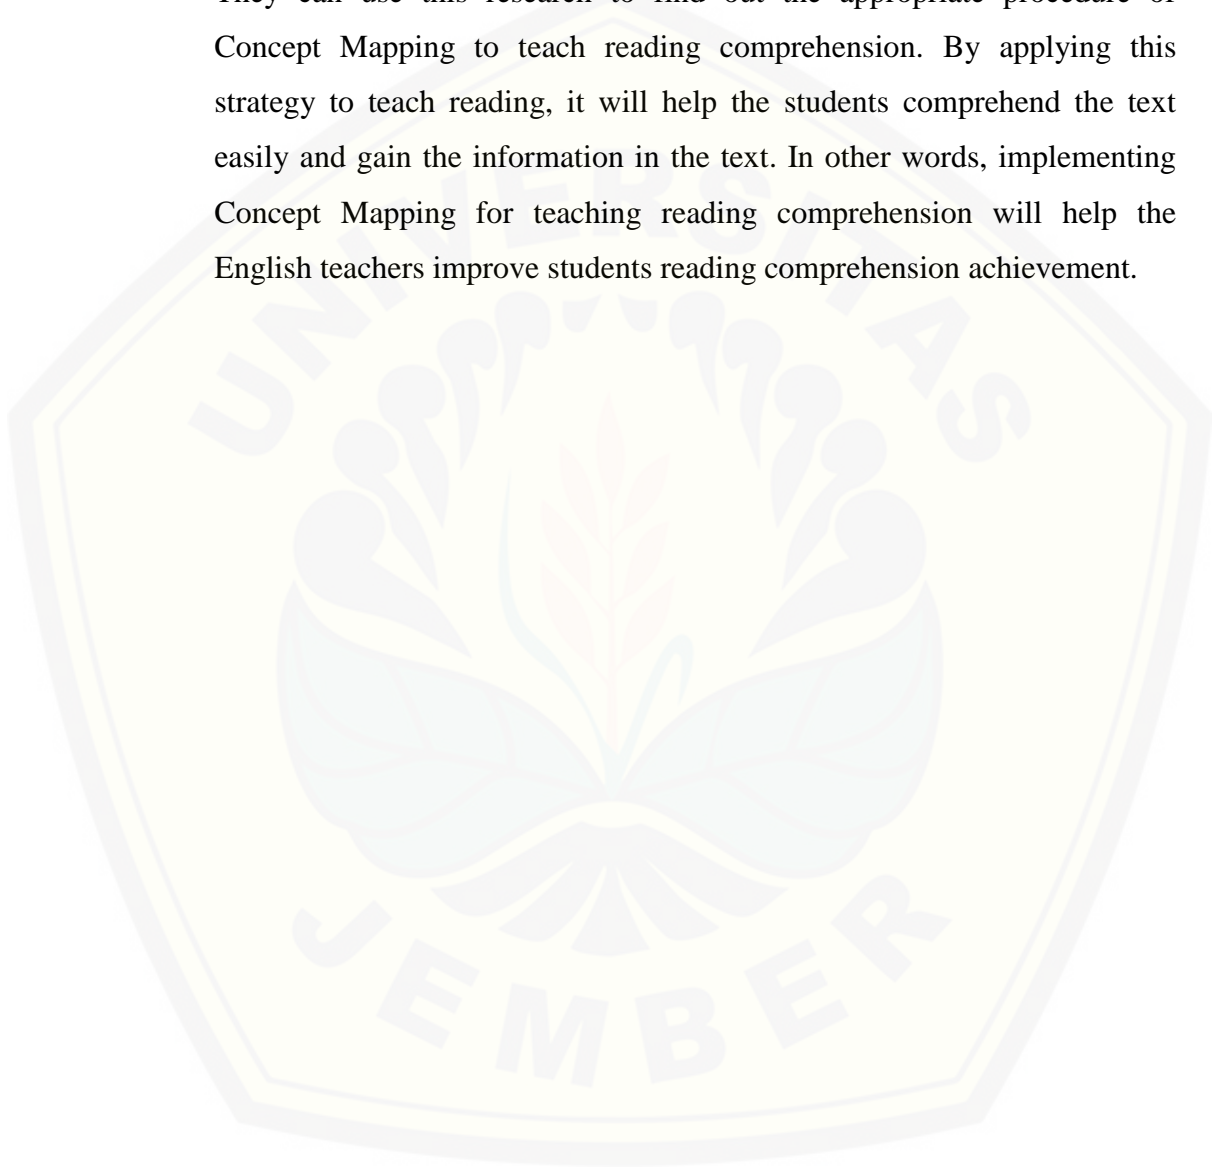 They can use this research to find out the appropriate procedure of
Concept Mapping to teach reading comprehension. By applying this
strategy to teach reading, it will help the students comprehend the text
easily and gain the information in the text. In other words, implementing
Concept Mapping for teaching reading comprehension will help the
English teachers improve students reading comprehension achievement.
UNIVERSITAS
JEMBER